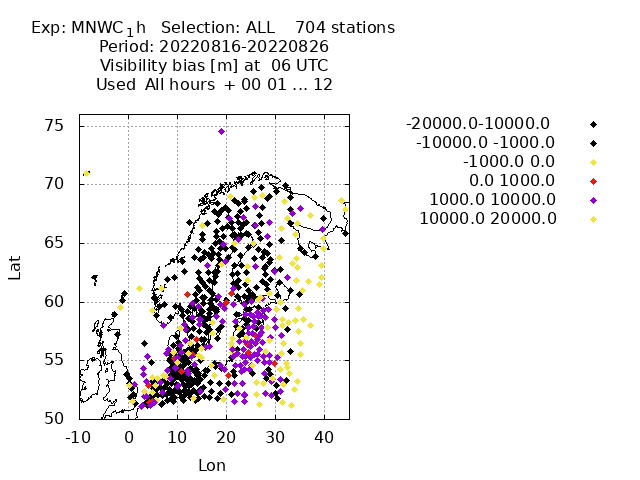 Exp: MNWC_1h   Selection: ALL    704 stations
Period: 20220816-20220826
Visibility bias [m] at  06 UTC
Used  All hours  + 00 01 ... 12
-20000.0-10000.0
-10000.0 -1000.0
-1000.0 0.0
0.0 1000.0
1000.0 10000.0
10000.0 20000.0
75
70
65
60
55
50
Lat
-10 0 10 20 30 40
Lon